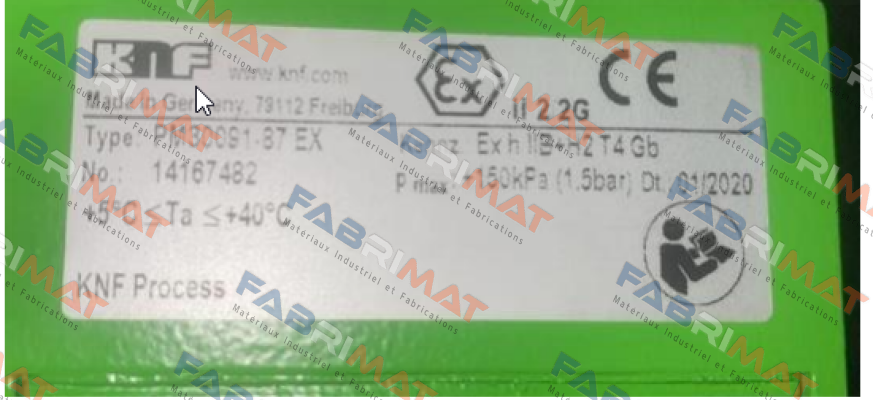 KNF www.knf.com
Made in Germany, 79112 Freiburg
Ex II 2/2G CE
Type: EX
Ex h IIB+H2 T4 Gb
No.: 14167482
P max.: 150kPa (1,5bar) Dt.: 01/2020
+5°C ≤Ta ≤+40°C
KNF Process
FABRIMAT
Materiaux Industriel et Fabrications